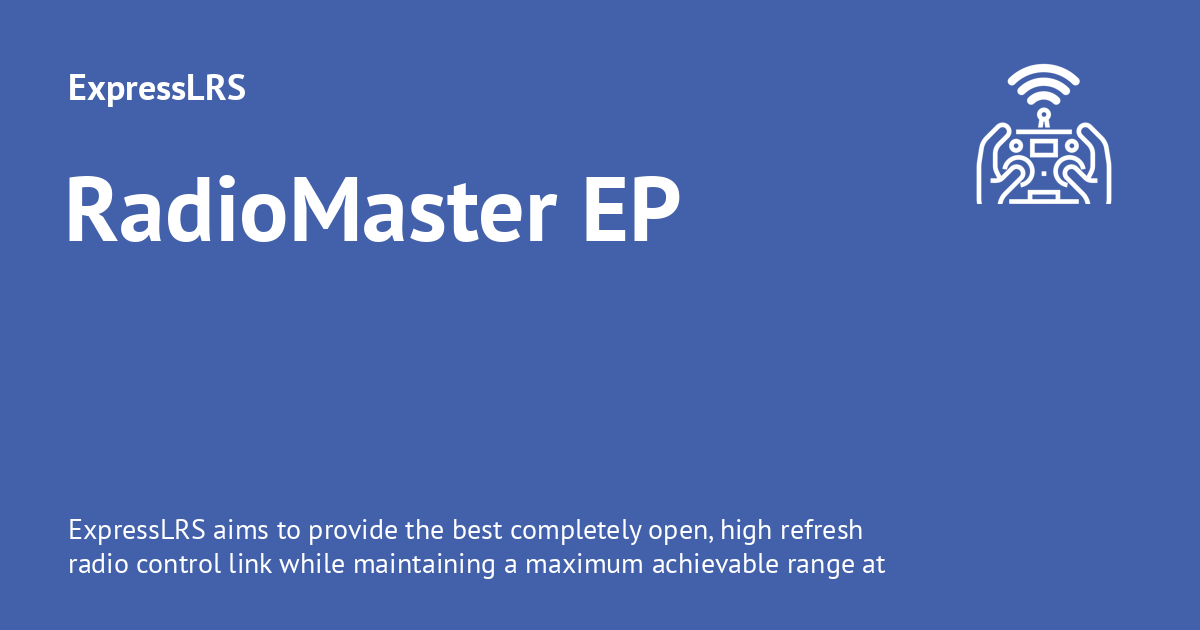 ExpressLRS
RadioMaster EP
ExpressLRS aims to provide the best completely open, high refresh
radio control link while maintaining a maximum achievable range at